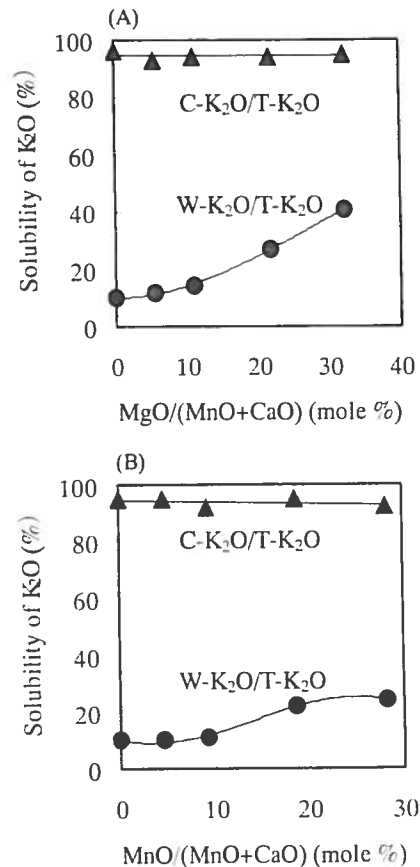 (A)
100
80
60
40
20
0
Solubility of K₂O (%)
C-K₂O/T-K₂O
W-K₂O/T-K₂O
0 10 20 30 40
MgO/(MnO+CaO) (mole %)
(B)
100
80
60
40
20
0
Solubility of K₂O (%)
C-K₂O/T-K₂O
W-K₂O/T-K₂O
0 10 20 30
MnO/(MnO+CaO) (mole %)